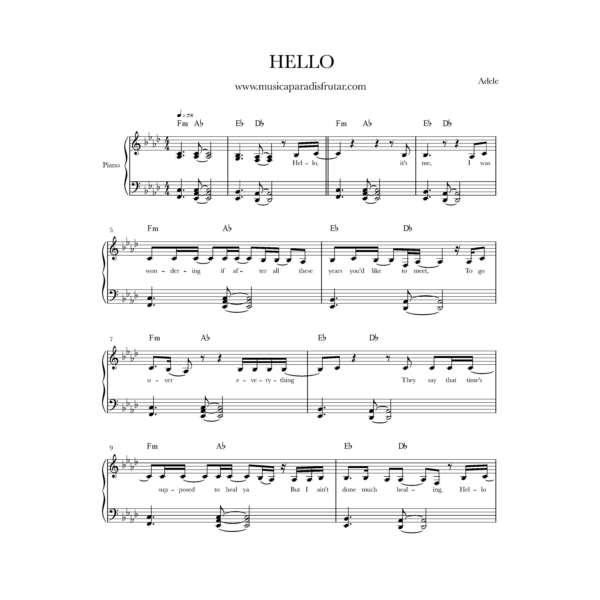 HELLO
Adele
www.musicaparadisfrutar.com
Fm A♭ E♭ D♭ Fm A♭ E♭ D♭
Piano
Hel - lo, it's me, I was
5
Fm A♭ E♭ D♭
won - der - ing if af - ter all these years you'd like to meet, To go
7
Fm A♭ E♭ D♭
o - ver e - very - thing They say that time's
9
Fm A♭ E♭ D♭
sup - posed to heal ya But I ain't done much heal - ing. Hel - lo